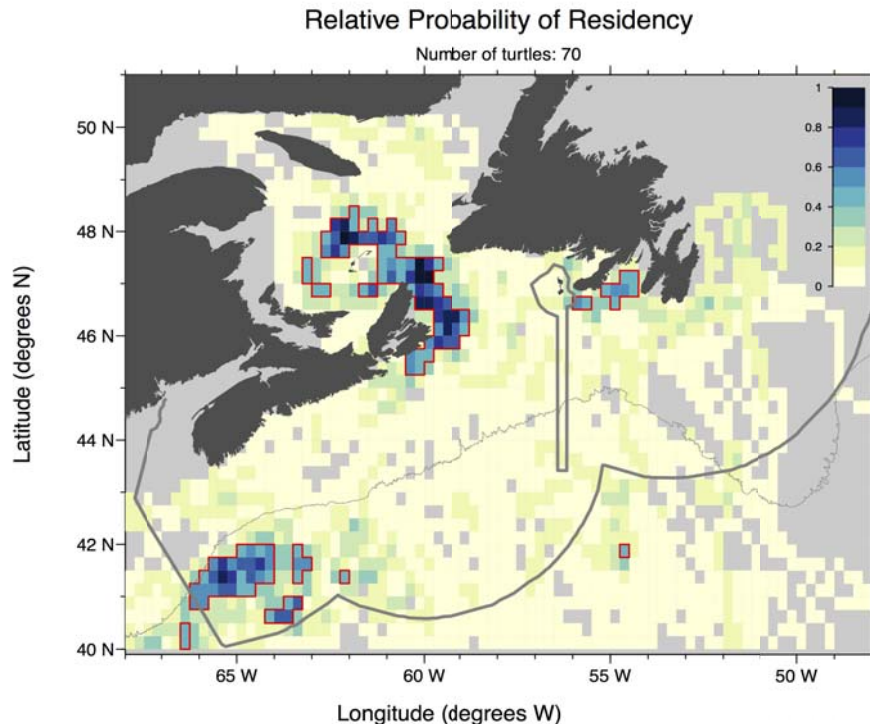 Relative Probability of Residency
Number of turtles: 70
1
0.8
0.6
0.4
0.2
0
50 N
48 N
46 N
44 N
42 N
40 N
Latitude (degrees N)
65 W
60 W
55 W
50 W
Longitude (degrees W)